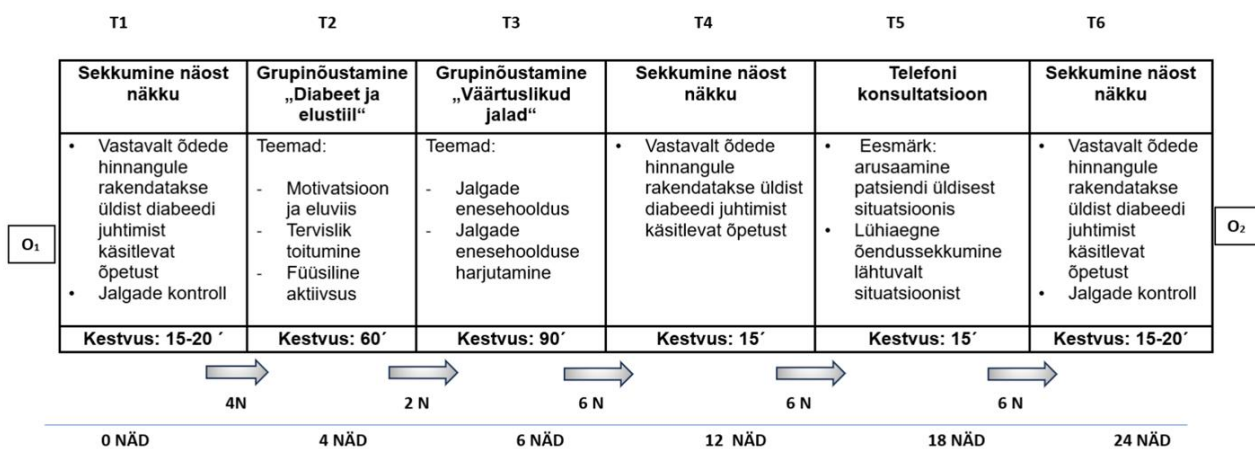 T1 T2 T3 T4 T5 T6
Sekkumine näost
näkku
Grupinõustamine
„Diabeet ja
elustiil“
Grupinõustamine
„Väärtuslikud
jalad“
Sekkumine näost
näkku
Telefoni
konsultatsioon
Sekkumine näost
näkku
O₁
• Vastavalt õdede
hinnangule
rakendatakse
üldist diabeedi
juhtimist
käsitlevat
õpetust
• Jalgade kontroll
Teemad:
- Motivatsioon
ja eluviis
- Tervislik
toitumine
- Füüsiline
aktiivsus
Teemad:
- Jalgade
enesehooldus
- Jalgade
enesehoolduse
harjutamine
• Vastavalt õdede
hinnangule
rakendatakse üldist
diabeedi juhtimist
käsitlevat õpetust
• Eesmärk:
arusaamine
patsiendi üldisest
situatsioonis
• Lühiaegne
õendussekkumine
lähtuvalt
situatsioonist
• Vastavalt õdede
hinnangule
rakendatakse
üldist diabeedi
juhtimist
käsitlevat
õpetust
• Jalgade kontroll
O₂
Kestvus: 15-20 ´ Kestvus: 60´ Kestvus: 90´ Kestvus: 15´ Kestvus: 15´ Kestvus: 15-20´
4N 2 N 6 N 6 N 6 N
0 NÄD 4 NÄD 6 NÄD 12 NÄD 18 NÄD 24 NÄD